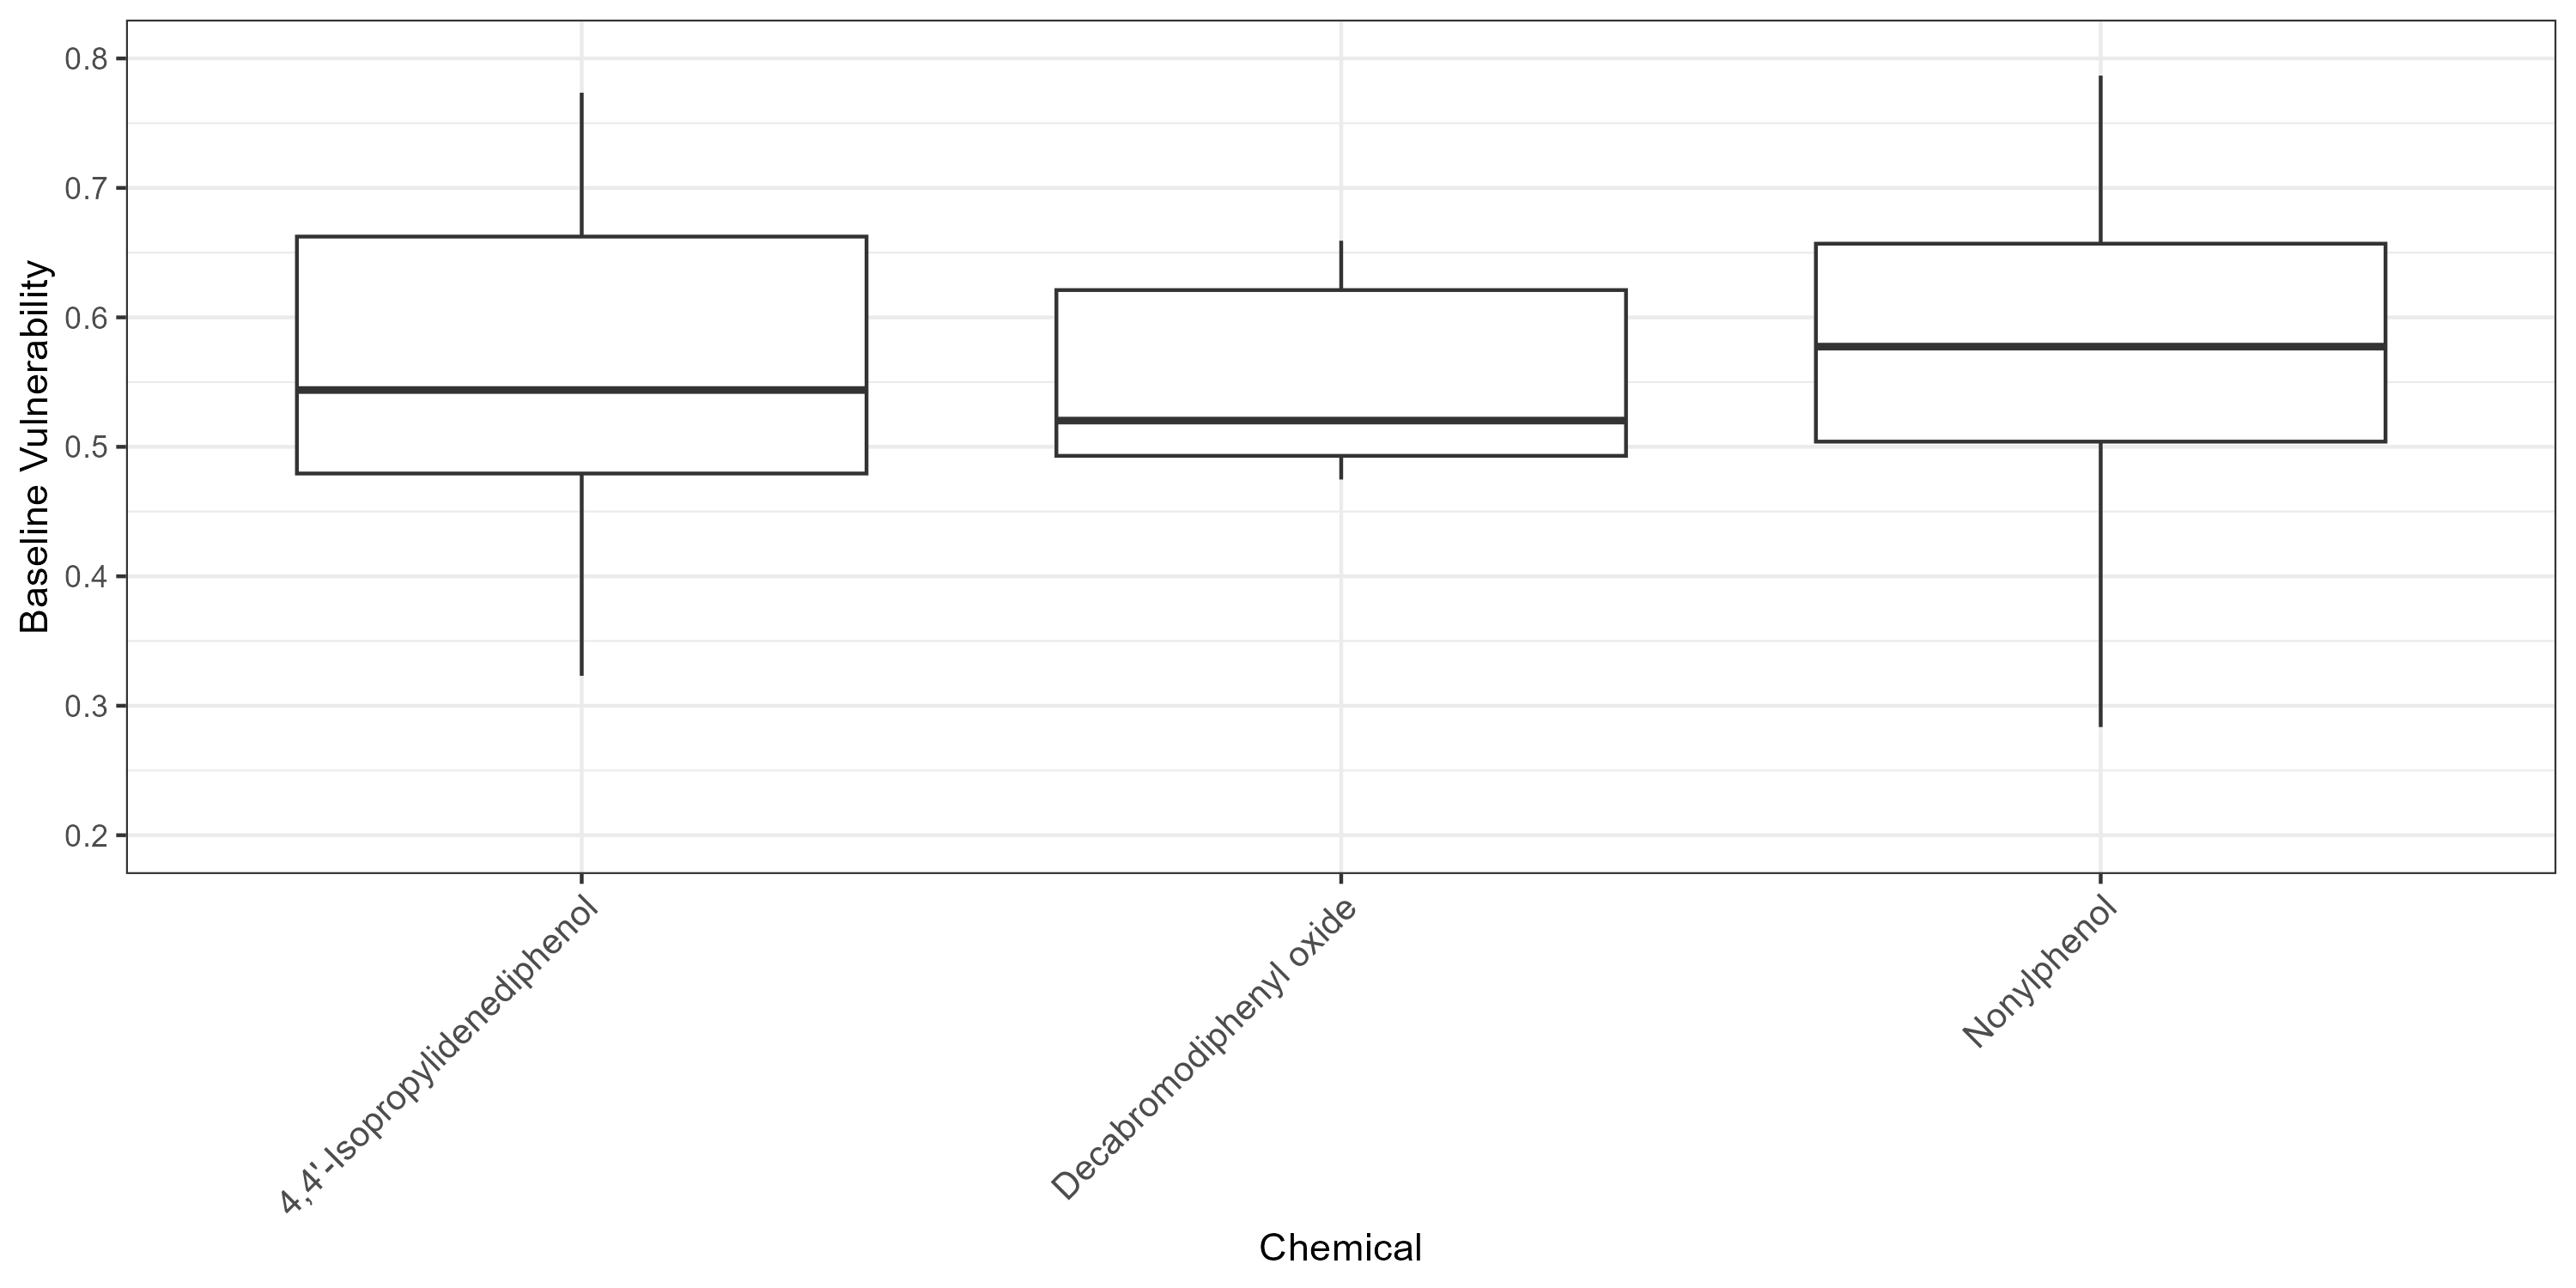 Baseline Vulnerability
0.8
0.7
0.6
0.5
0.4
0.3
0.2
4,4'-Isopropylidenediphenol
Decabromodiphenyl oxide
Nonylphenol
Chemical